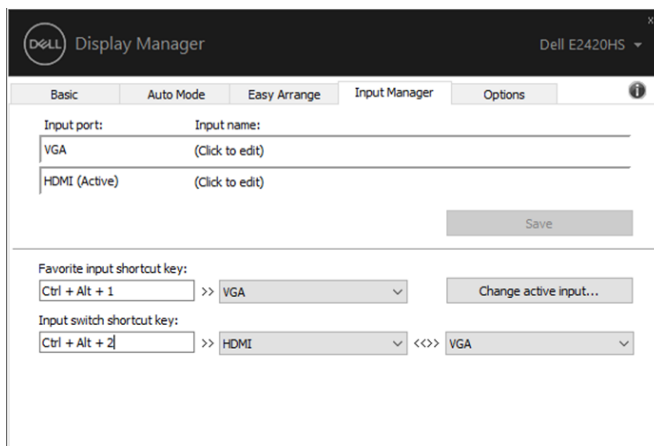 x
DELL Display Manager Dell E2420HS
Basic Auto Mode Easy Arrange Input Manager Options i
Input port: Input name:
VGA (Click to edit)
HDMI (Active) (Click to edit)
Save
Favorite input shortcut key:
Ctrl + Alt + 1 >> VGA Change active input...
Input switch shortcut key:
Ctrl + Alt + 2 >> HDMI <<>> VGA